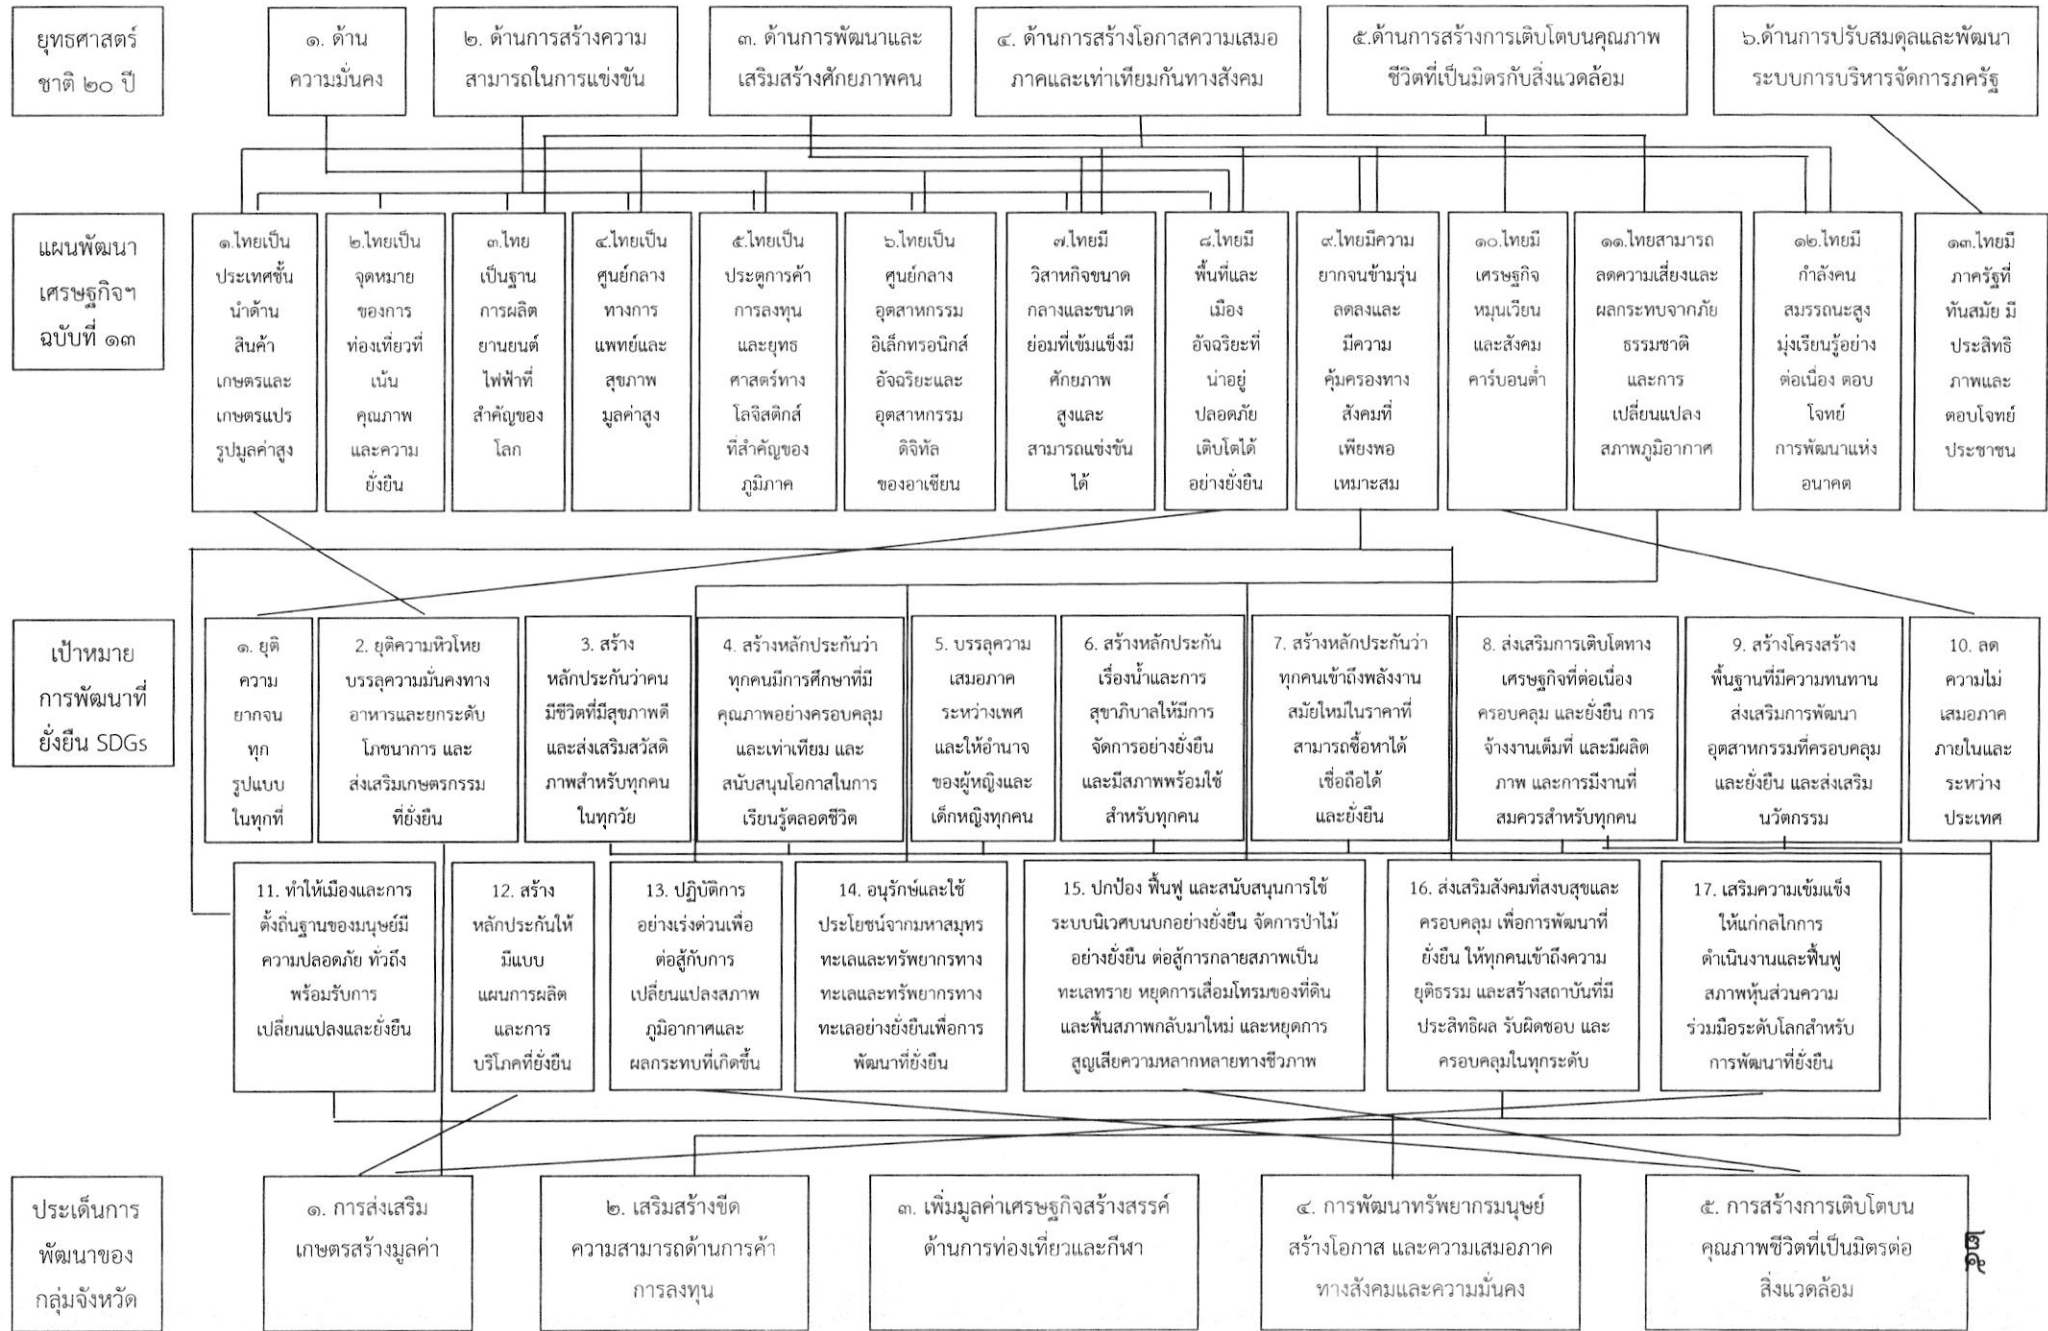 ยุทธศาสตร์
ชาติ ๒๐ ปี
๑. ด้าน
ความมั่นคง
๒. ด้านการสร้างความ
สามารถในการแข่งขัน
๓. ด้านการพัฒนาและ
เสริมสร้างศักยภาพคน
๔. ด้านการสร้างโอกาสความเสมอ
ภาคและเท่าเทียมกันทางสังคม
๕.ด้านการสร้างการเติบโตบนคุณภาพ
ชีวิตที่เป็นมิตรกับสิ่งแวดล้อม
๖.ด้านการปรับสมดุลและพัฒนา
ระบบการบริหารจัดการภครัฐ
แผนพัฒนา
เศรษฐกิจฯ
ฉบับที่ ๑๓
๑.ไทยเป็น
ประเทศชั้น
นำด้าน
สินค้า
เกษตรและ
เกษตรแปร
รูปมูลค่าสูง
๒.ไทยเป็น
จุดหมาย
ของการ
ท่องเที่ยวที่
เน้น
คุณภาพ
และความ
ยั่งยืน
๓.ไทย
เป็นฐาน
การผลิต
ยานยนต์
ไฟฟ้าที่
สำคัญของ
โลก
๔.ไทยเป็น
ศูนย์กลาง
ทางการ
แพทย์และ
สุขภาพ
มูลค่าสูง
๕.ไทยเป็น
ประตูการค้า
การลงทุน
และยุทธ
ศาสตร์ทาง
โลจิสติกส์
ที่สำคัญของ
ภูมิภาค
๖.ไทยเป็น
ศูนย์กลาง
อุตสาหกรรม
อิเล็กทรอนิกส์
อัจฉริยะและ
อุตสาหกรรม
ดิจิทัล
ของอาเซียน
๗.ไทยมี
วิสาหกิจขนาด
กลางและขนาด
ย่อมที่เข้มแข็งมี
ศักยภาพ
สูงและ
สามารถแข่งขัน
ได้
๘.ไทยมี
พื้นที่และ
เมือง
อัจฉริยะที่
น่าอยู่
ปลอดภัย
เติบโตได้
อย่างยั่งยืน
๙.ไทยมีความ
ยากจนข้ามรุ่น
ลดลงและ
มีความ
คุ้มครองทาง
สังคมที่
เพียงพอ
เหมาะสม
๑๐.ไทยมี
เศรษฐกิจ
หมุนเวียน
และสังคม
คาร์บอนต่ำ
๑๑.ไทยสามารถ
ลดความเสี่ยงและ
ผลกระทบจากภัย
ธรรมชาติ
และการ
เปลี่ยนแปลง
สภาพภูมิอากาศ
๑๒.ไทยมี
กำลังคน
สมรรถนะสูง
มุ่งเรียนรู้อย่าง
ต่อเนื่อง ตอบ
โจทย์
การพัฒนาแห่ง
อนาคต
๑๓.ไทยมี
ภาครัฐที่
ทันสมัย มี
ประสิทธิ
ภาพและ
ตอบโจทย์
ประชาชน
เป้าหมาย
การพัฒนาที่
ยั่งยืน SDGs
๑. ยุติ
ความ
ยากจน
ทุก
รูปแบบ
ในทุกที่
2. ยุติความหิวโหย
บรรลุความมั่นคงทาง
อาหารและยกระดับ
โภชนาการ และ
ส่งเสริมเกษตรกรรม
ที่ยั่งยืน
3. สร้าง
หลักประกันว่าคน
มีชีวิตที่มีสุขภาพดี
และส่งเสริมสวัสดิ
ภาพสำหรับทุกคน
ในทุกวัย
4. สร้างหลักประกันว่า
ทุกคนมีการศึกษาที่มี
คุณภาพอย่างครอบคลุม
และเท่าเทียม และ
สนับสนุนโอกาสในการ
เรียนรู้ตลอดชีวิต
5. บรรลุความ
เสมอภาค
ระหว่างเพศ
และให้อำนาจ
ของผู้หญิงและ
เด็กหญิงทุกคน
6. สร้างหลักประกัน
เรื่องน้ำและการ
สุขาภิบาลให้มีการ
จัดการอย่างยั่งยืน
และมีสภาพพร้อมใช้
สำหรับทุกคน
7. สร้างหลักประกันว่า
ทุกคนเข้าถึงพลังงาน
สมัยใหม่ในราคาที่
สามารถซื้อหาได้
เชื่อถือได้
และยั่งยืน
8. ส่งเสริมการเติบโตทาง
เศรษฐกิจที่ต่อเนื่อง
ครอบคลุม และยั่งยืน การ
จ้างงานเต็มที่ และมีผลิต
ภาพ และการมีงานที่
สมควรสำหรับทุกคน
9. สร้างโครงสร้าง
พื้นฐานที่มีความทนทาน
ส่งเสริมการพัฒนา
อุตสาหกรรมที่ครอบคลุม
และยั่งยืน และส่งเสริม
นวัตกรรม
10. ลด
ความไม่
เสมอภาค
ภายในและ
ระหว่าง
ประเทศ
11. ทำให้เมืองและการ
ตั้งถิ่นฐานของมนุษย์มี
ความปลอดภัย ทั่วถึง
พร้อมรับการ
เปลี่ยนแปลงและยั่งยืน
12. สร้าง
หลักประกันให้
มีแบบ
แผนการผลิต
และการ
บริโภคที่ยั่งยืน
13. ปฏิบัติการ
อย่างเร่งด่วนเพื่อ
ต่อสู้กับการ
เปลี่ยนแปลงสภาพ
ภูมิอากาศและ
ผลกระทบที่เกิดขึ้น
14. อนุรักษ์และใช้
ประโยชน์จากมหาสมุทร
ทะเลและทรัพยากรทาง
ทะเลและทรัพยากรทาง
ทะเลอย่างยั่งยืนเพื่อการ
พัฒนาที่ยั่งยืน
15. ปกป้อง ฟื้นฟู และสนับสนุนการใช้
ระบบนิเวศบนบกอย่างยั่งยืน จัดการป่าไม้
อย่างยั่งยืน ต่อสู้การกลายสภาพเป็น
ทะเลทราย หยุดการเสื่อมโทรมของที่ดิน
และฟื้นสภาพกลับมาใหม่ และหยุดการ
สูญเสียความหลากหลายทางชีวภาพ
16. ส่งเสริมสังคมที่สงบสุขและ
ครอบคลุม เพื่อการพัฒนาที่
ยั่งยืน ให้ทุกคนเข้าถึงความ
ยุติธรรม และสร้างสถาบันที่มี
ประสิทธิผล รับผิดชอบ และ
ครอบคลุมในทุกระดับ
17. เสริมความเข้มแข็ง
ให้แก่กลไกการ
ดำเนินงานและฟื้นฟู
สภาพหุ้นส่วนความ
ร่วมมือระดับโลกสำหรับ
การพัฒนาที่ยั่งยืน
ประเด็นการ
พัฒนาของ
กลุ่มจังหวัด
๑. การส่งเสริม
เกษตรสร้างมูลค่า
๒. เสริมสร้างขีด
ความสามารถด้านการค้า
การลงทุน
๓. เพิ่มมูลค่าเศรษฐกิจสร้างสรรค์
ด้านการท่องเที่ยวและกีฬา
๔. การพัฒนาทรัพยากรมนุษย์
สร้างโอกาส และความเสมอภาค
ทางสังคมและความมั่นคง
๕. การสร้างการเติบโตบน
คุณภาพชีวิตที่เป็นมิตรต่อ
สิ่งแวดล้อม
๒๕